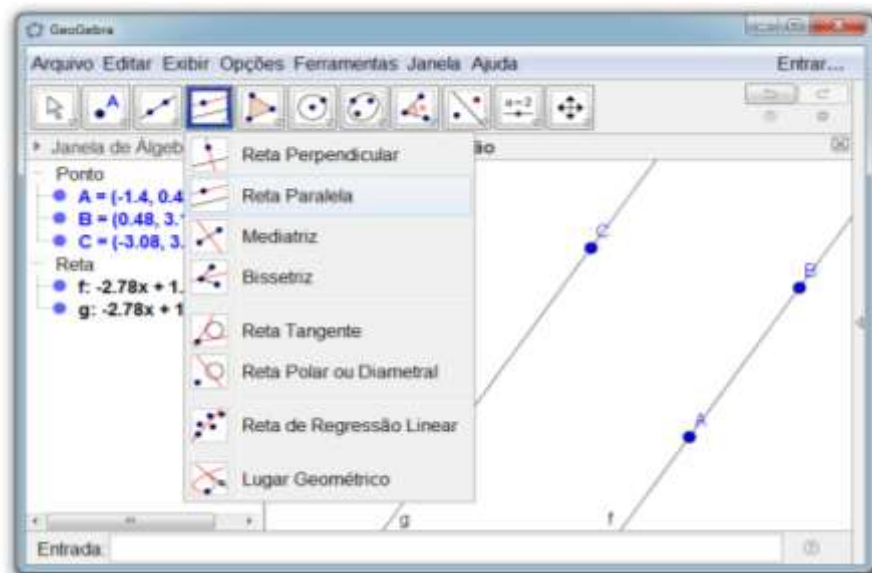 GeoGebra
Arquivo Editar Exibir Opções Ferramentas Janela Ajuda Entrar...
A a=2
Janela de Álgeb ão
Ponto
A = (-1.4, 0.4
B = (0.48, 3.
C = (-3.08, 3.
Reta
f: -2.78x + 1.
g: -2.78x + 1
Reta Perpendicular
Reta Paralela
Mediatriz
Bissetriz
Reta Tangente
Reta Polar ou Diametral
Reta de Regressão Linear
Lugar Geométrico
C
B
A
g f
Entrada: